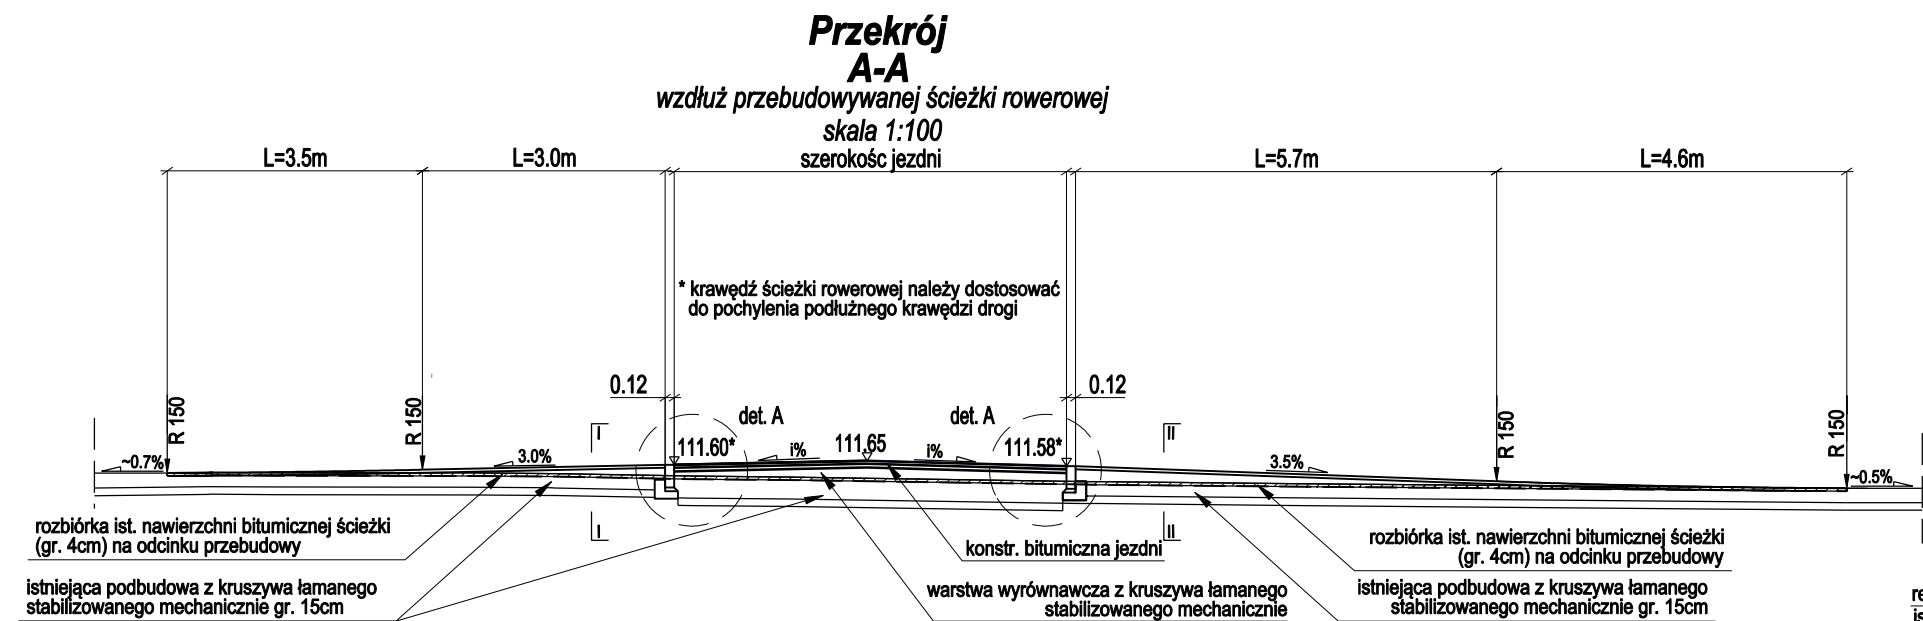 Przekrój
A-A
wzdłuż przebudowywanej ścieżki rowerowej
skala 1:100
szerokośc jezdni
L=3.5m
L=3.0m
L=5.7m
L=4.6m
* krawędź ścieżki rowerowej należy dostosować
do pochylenia podłużnego krawędzi drogi
0.12
0.12
det. A
det. A
R 150
R 150
R 150
R 150
I
II
111.60*
i%
111.65
i%
111.58*
~0.7%
3.0%
3.5%
~0.5%
I
II
rozbiórka ist. nawierzchni bitumicznej ścieżki
(gr. 4cm) na odcinku przebudowy
konstr. bitumiczna jezdni
rozbiórka ist. nawierzchni bitumicznej ścieżki
(gr. 4cm) na odcinku przebudowy
istniejąca podbudowa z kruszywa łamanego
stabilizowanego mechanicznie gr. 15cm
warstwa wyrównawcza z kruszywa łamanego
stabilizowanego mechanicznie
istniejąca podbudowa z kruszywa łamanego
stabilizowanego mechanicznie gr. 15cm